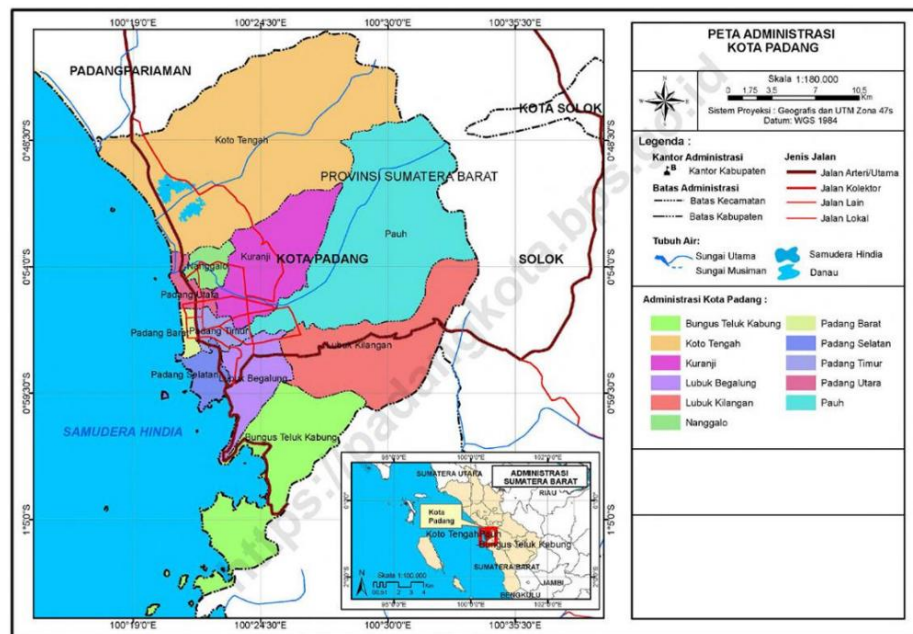 100°19'0"E 100°24'30"E 100°30'0"E 100°35'30"E
PADANGPARIAMAN
KOTA SOLOK
Koto Tengah
PROVINSI SUMATERA BARAT
Pauh
Kuranji
KOTA PADANG
SOLOK
Nanggalo
Padang Utara
Padang Barat
Padang Timur
Lubuk Kilangan
Padang Selatan
Lubuk Begalung
SAMUDERA HINDIA
Bungus Teluk Kabung
0°48'30"S
0°54'0"S
0°59'30"S
1°5'0"S
0°48'30"S
0°54'0"S
0°59'30"S
1°5'0"S
100°19'0"E 100°24'30"E 100°30'0"E 100°35'30"E
https://padangkota.bps.go.id
SUMATERA UTARA
ADMINISTRASI
SUMATERA BARAT
RIAU
Kota
Padang
Koto Tengah
Bungus Teluk Kabung
SUMATERA BARAT
Skala 1:100.000
JAMBI
BENGKULU
PETA ADMINISTRASI
KOTA PADANG
Skala 1:180.000
0 1.75 3.5 7 10.5
Km
Sistem Proyeksi : Geografis dan UTM Zona 47s
Datum: WGS 1984
Legenda :
Kantor Administrasi
Kantor Kabupaten
Batas Administrasi
Batas Kecamatan
Batas Kabupaten
Jenis Jalan
Jalan Arteri/Utama
Jalan Kolektor
Jalan Lain
Jalan Lokal
Tubuh Air:
Sungai Utama
Sungai Musiman
Samudera Hindia
Danau
Administrasi Kota Padang :
Bungus Teluk Kabung
Koto Tengah
Kuranji
Lubuk Begalung
Lubuk Kilangan
Nanggalo
Padang Barat
Padang Selatan
Padang Timur
Padang Utara
Pauh